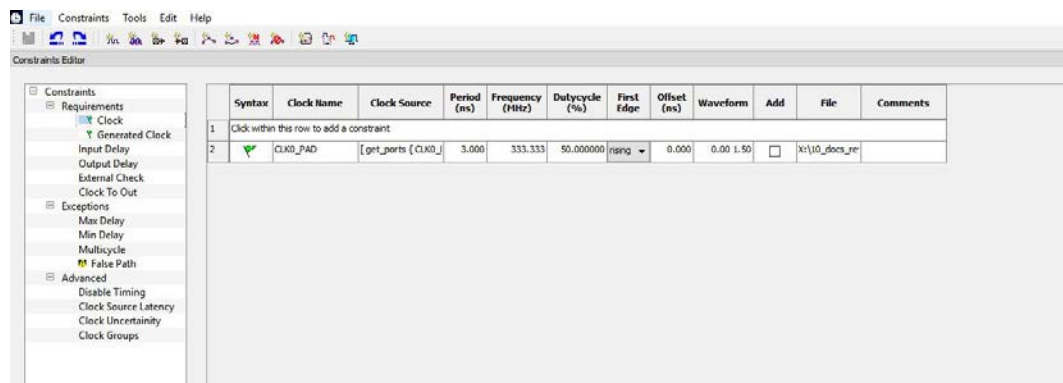 File Constraints Tools Edit Help
Constraints Editor
Constraints
Requirements
Clock
Generated Clock
Input Delay
Output Delay
External Check
Clock To Out
Exceptions
Max Delay
Min Delay
Multicycle
False Path
Advanced
Disable Timing
Clock Source Latency
Clock Uncertainity
Clock Groups
Syntax Clock Name Clock Source Period (ns) Frequency (MHz) Dutycycle (%) First Edge Offset (ns) Waveform Add File Comments
1 Click within this row to add a constraint
2 CLK0_PAD [ get_ports { CLK0_ 3.000 333.333 50.000000 rising 0.000 0.00 1.50 X:\10_docs_re